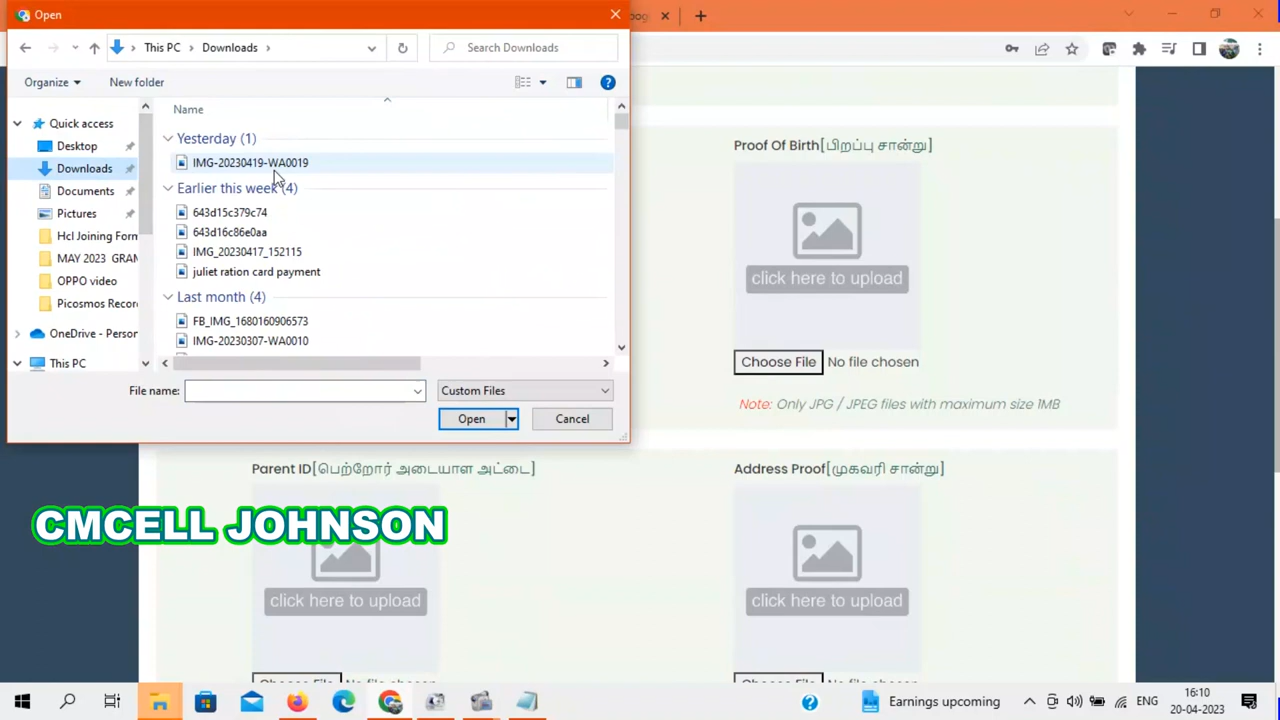 Open
This PC
Downloads
Search Downloads
Organize
New folder
Name
Quick access
Desktop
Downloads
Documents
Pictures
Hcl Joining Form
MAY 2023 GRAN
OPPO video
Picosmos Recor
OneDrive - Person
This PC
Yesterday (1)
IMG-20230419-WA0019
Earlier this week (4)
643d15c379c74
643d16c86e0aa
IMG_20230417_152115
juliet ration card payment
Last month (4)
FB_IMG_1680160906573
IMG-20230307-WA0010
File name:
Custom Files
Open
Cancel
Proof Of Birth[பிறப்பு சான்று]
click here to upload
Choose File No file chosen
Note: Only JPG / JPEG files with maximum size 1MB
Parent ID[பெற்றோர் அடையாள அட்டை]
Address Proof[முகவரி சான்று]
CMCELL JOHNSON
click here to upload
click here to upload
Earnings upcoming
ENG
16:10
20-04-2023